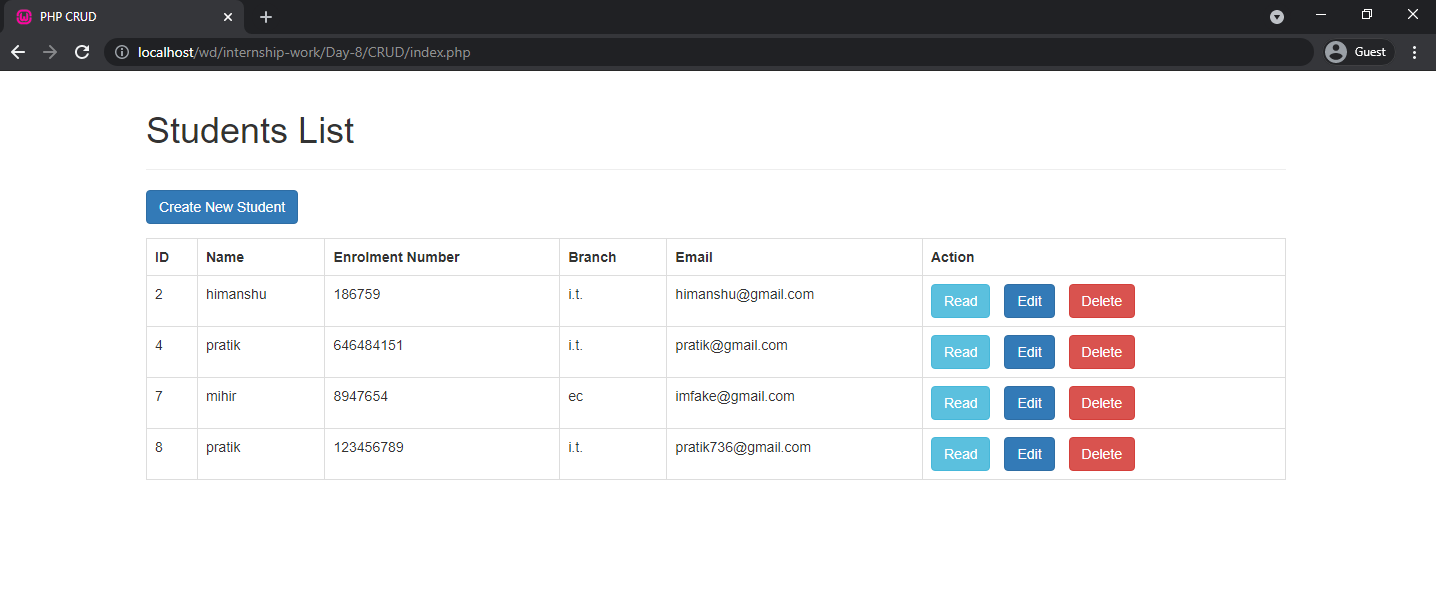 PHP CRUD
localhost/wd/internship-work/Day-8/CRUD/index.php
Guest
Students List
Create New Student
ID Name Enrolment Number Branch Email Action
2 himanshu 186759 i.t. himanshu@gmail.com Read Edit Delete
4 pratik 646484151 i.t. pratik@gmail.com Read Edit Delete
7 mihir 8947654 ec imfake@gmail.com Read Edit Delete
8 pratik 123456789 i.t. pratik736@gmail.com Read Edit Delete